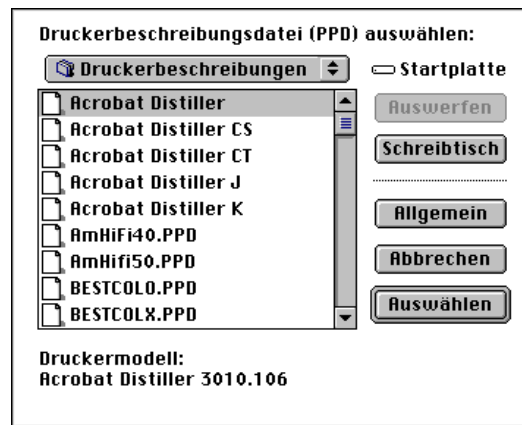 Druckerbeschreibungsdatei (PPD) auswählen:
Druckerbeschreibungen
Startplatte
Acrobat Distiller
Acrobat Distiller CS
Acrobat Distiller CT
Acrobat Distiller J
Acrobat Distiller K
AmHiFi40.PPD
AmHifi50.PPD
BESTCOLO.PPD
BESTCOLX.PPD
Auswerfen
Schreibtisch
Allgemein
Abbrechen
Auswählen
Druckermodell:
Acrobat Distiller 3010.106